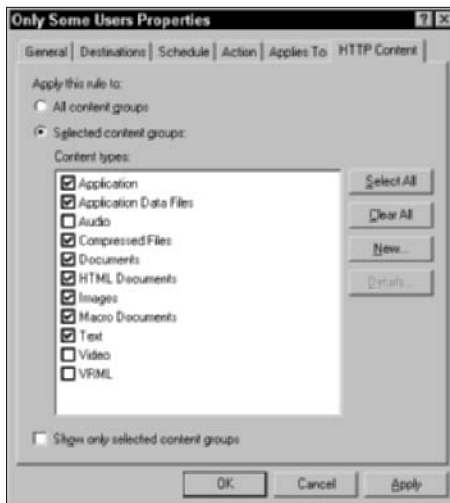 Only Some Users Properties
General Destinations Schedule Action Applies To HTTP Content
Apply this rule to:
All content groups
Selected content groups:
Content types:
Application
Application Data Files
Audio
Compressed Files
Documents
HTML Documents
Images
Macro Documents
Text
Video
VRML
Select All
Clear All
New...
Details...
Show only selected content groups
OK Cancel Apply